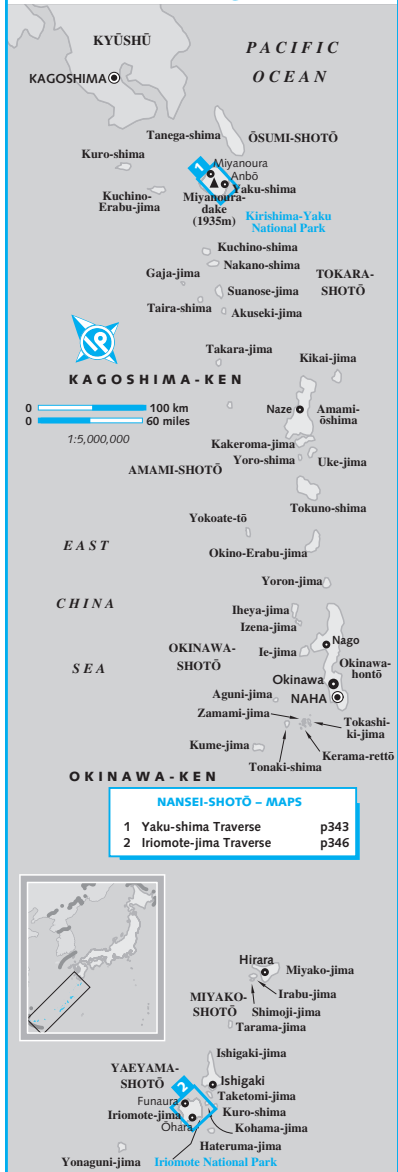 KYŪSHŪ
PACIFIC
OCEAN
KAGOSHIMA
Tanega-shima
ŌSUMI-SHOTŌ
Kuro-shima
1
Miyanoura
Anbō
Yaku-shima
Kuchino-
Erabu-jima
Miyanoura-
dake
(1935m)
Kirishima-Yaku
National Park
Kuchino-shima
Nakano-shima
Gaja-jima
TOKARA-
SHOTŌ
Suanose-jima
Taira-shima
Akuseki-jima
LP
Takara-jima
Kikai-jima
KAGOSHIMA-KEN
0 100 km
0 60 miles
1:5,000,000
Naze
Amami-
ōshima
Kakeroma-jima
Yoro-shima
Uke-jima
AMAMI-SHOTŌ
Tokuno-shima
Yokoate-tō
EAST
Okino-Erabu-jima
Yoron-jima
CHINA
Iheya-jima
Izena-jima
Nago
OKINAWA-
SHOTŌ
Ie-jima
Okinawa-
hontō
SEA
Okinawa
Aguni-jima
NAHA
Zamami-jima
Tokashi-
ki-jima
Kume-jima
Kerama-rettō
Tonaki-shima
OKINAWA-KEN
NANSEI-SHOTŌ – MAPS
1 Yaku-shima Traverse p343
2 Iriomote-jima Traverse p346
Hirara
Miyako-jima
MIYAKO-
SHOTŌ
Irabu-jima
Shimoji-jima
Tarama-jima
Ishigaki-jima
YAEYAMA-
SHOTŌ
2
Ishigaki
Taketomi-jima
Funaura
Kuro-shima
Iriomote-jima
Ōhara
Kohama-jima
Hateruma-jima
Yonaguni-jima
Iriomote National Park